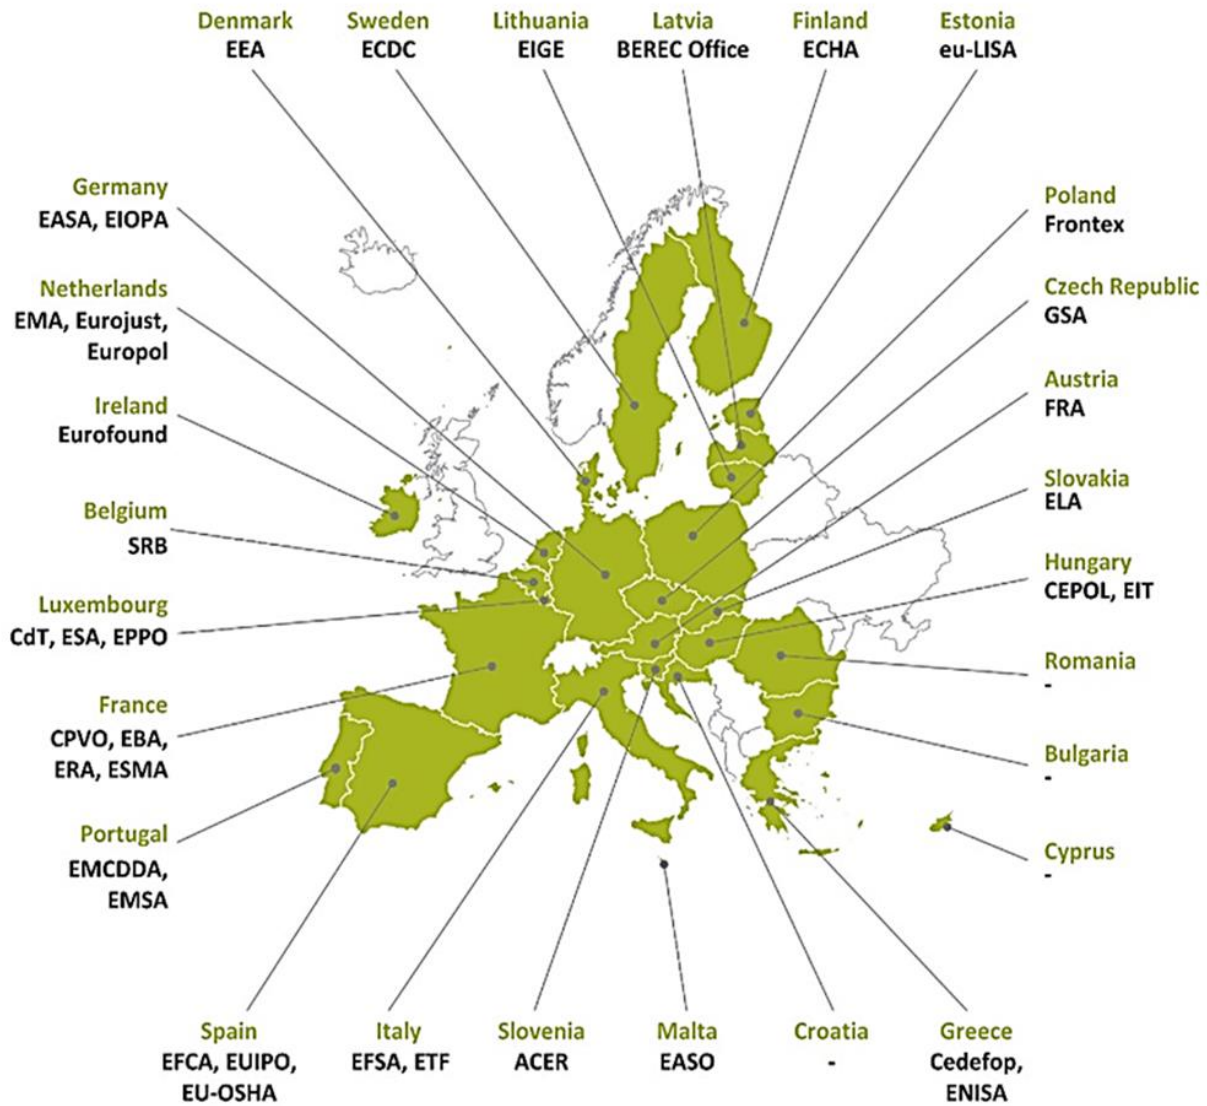 Denmark
EEA
Sweden
ECDC
Lithuania
EIGE
Latvia
BEREC Office
Finland
ECHA
Estonia
eu-LISA
Germany
EASA, EIOPA
Netherlands
EMA, Eurojust,
Europol
Ireland
Eurofound
Belgium
SRB
Luxembourg
CdT, ESA, EPPO
France
CPVO, EBA,
ERA, ESMA
Portugal
EMCDDA,
EMSA
Poland
Frontex
Czech Republic
GSA
Austria
FRA
Slovakia
ELA
Hungary
CEPOL, EIT
Romania
-
Bulgaria
-
Cyprus
-
Spain
EFCA, EUIPO,
EU-OSHA
Italy
EFSA, ETF
Slovenia
ACER
Malta
EASO
Croatia
-
Greece
Cedefop,
ENISA